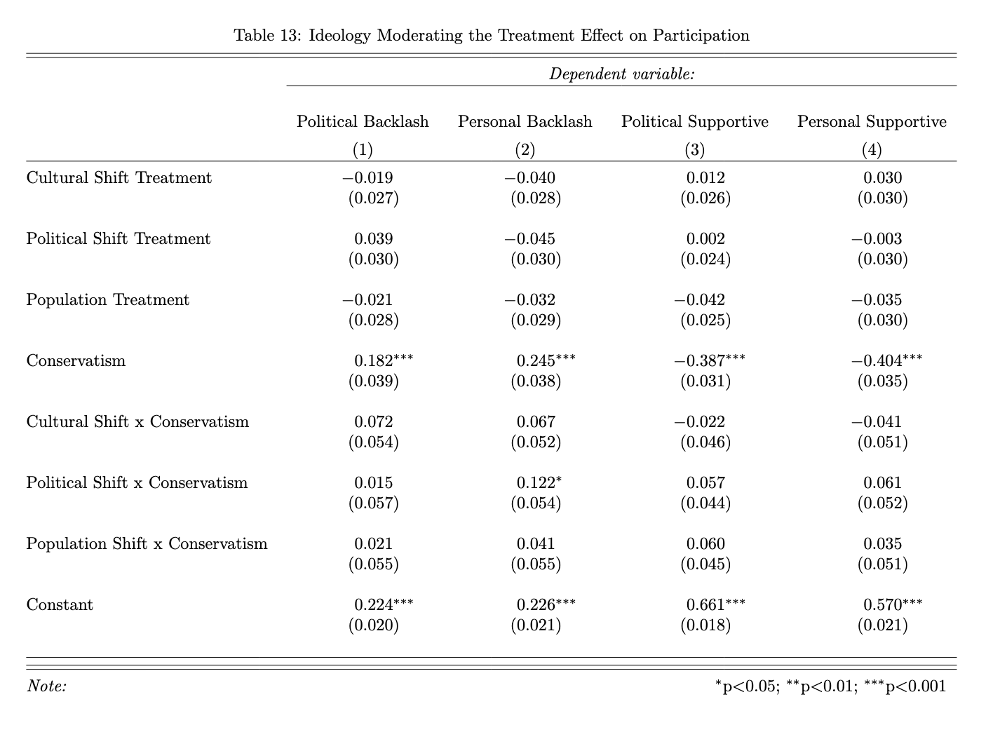 Table 13: Ideology Moderating the Treatment Effect on Participation
Dependent variable:
Political Backlash Personal Backlash Political Supportive Personal Supportive
(1) (2) (3) (4)
Cultural Shift Treatment −0.019 −0.040 0.012 0.030
(0.027) (0.028) (0.026) (0.030)
Political Shift Treatment 0.039 −0.045 0.002 −0.003
(0.030) (0.030) (0.024) (0.030)
Population Treatment −0.021 −0.032 −0.042 −0.035
(0.028) (0.029) (0.025) (0.030)
Conservatism 0.182*** 0.245*** −0.387*** −0.404***
(0.039) (0.038) (0.031) (0.035)
Cultural Shift x Conservatism 0.072 0.067 −0.022 −0.041
(0.054) (0.052) (0.046) (0.051)
Political Shift x Conservatism 0.015 0.122* 0.057 0.061
(0.057) (0.054) (0.044) (0.052)
Population Shift x Conservatism 0.021 0.041 0.060 0.035
(0.055) (0.055) (0.045) (0.051)
Constant 0.224*** 0.226*** 0.661*** 0.570***
(0.020) (0.021) (0.018) (0.021)
Note: *p<0.05; **p<0.01; ***p<0.001